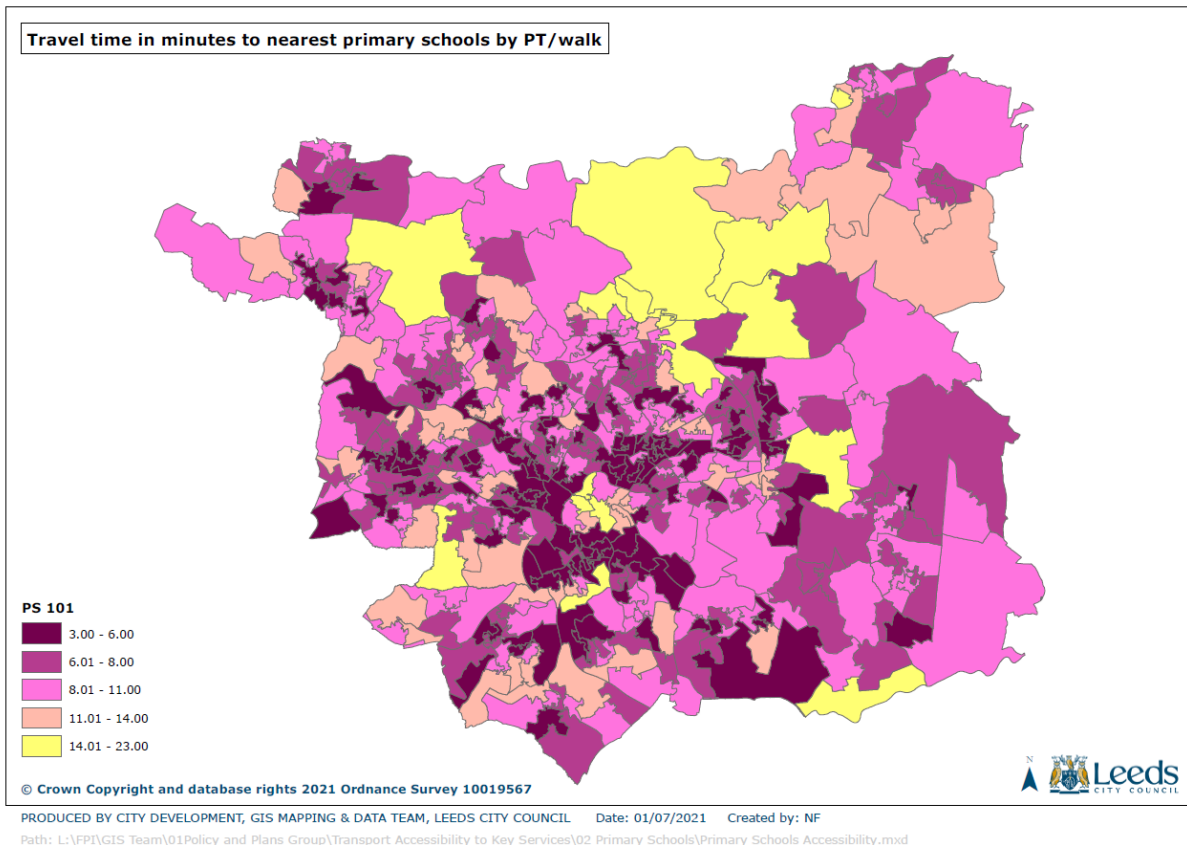 Travel time in minutes to nearest primary schools by PT/walk
PS 101
3.00 - 6.00
6.01 - 8.00
8.01 - 11.00
11.01 - 14.00
14.01 - 23.00
N
Leeds
CITY COUNCIL
© Crown Copyright and database rights 2021 Ordnance Survey 10019567
PRODUCED BY CITY DEVELOPMENT, GIS MAPPING & DATA TEAM, LEEDS CITY COUNCIL Date: 01/07/2021 Created by: NF
Path: L:\FPI\GIS Team\01Policy and Plans Group\Transport Accessibility to Key Services\02 Primary Schools\Primary Schools Accessibility.mxd